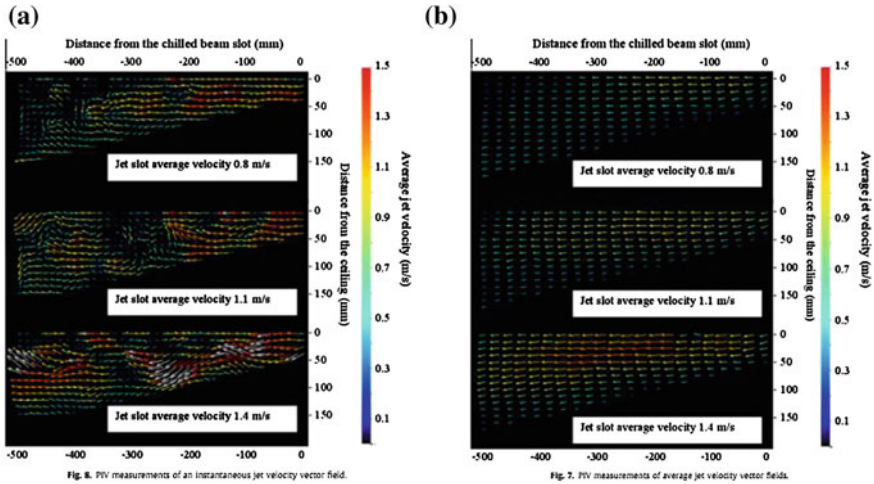 (a)
Distance from the chilled beam slot (mm)
-500 -400 -300 -200 -100 0
0
50
100
150
Jet slot average velocity 0.8 m/s
0
50
100
150
Jet slot average velocity 1.1 m/s
0
50
100
150
Jet slot average velocity 1.4 m/s
-500 -400 -300 -200 -100 0
Distance from the ceiling (mm)
1.5
1.3
1.1
0.9
0.7
0.5
0.3
0.1
Average jet velocity (m/s)
Fig. 8. PIV measurements of an instantaneous jet velocity vector field.
(b)
Distance from the chilled beam slot (mm)
-500 -400 -300 -200 -100 0
0
50
100
150
Jet slot average velocity 0.8 m/s
0
50
100
150
Jet slot average velocity 1.1 m/s
0
50
100
150
Jet slot average velocity 1.4 m/s
-500 -400 -300 -200 -100 0
Distance from the ceiling (mm)
1.5
1.3
1.1
0.9
0.7
0.5
0.3
0.1
Average jet velocity (m/s)
Fig. 7. PIV measurements of average jet velocity vector fields.